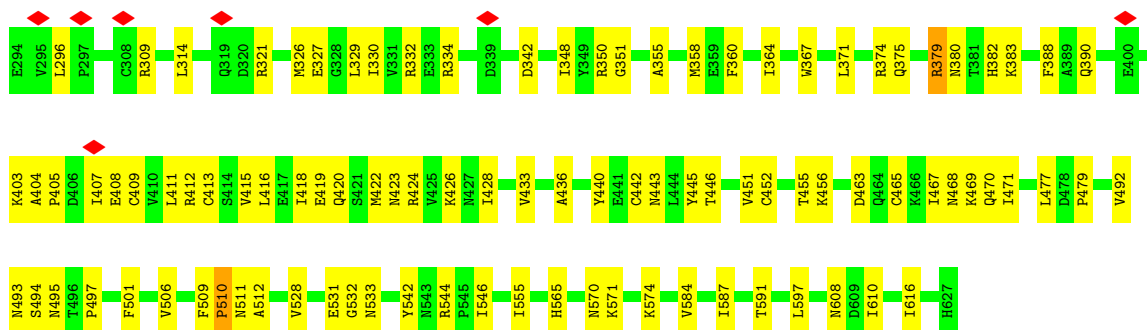 E294 V295 L296 P297 C308 R309 L314 Q319 D320 R321 M326 E327 G328 L329 I330 V331 R332 E333 R334 D339 D342 I348 Y349 R350 G351 A355 M358 E359 F360 I364 W367 L371 R374 Q375 R379 N380 T381 H382 K383 F388 A389 Q390 E400
K403 A404 P405 D406 I407 E408 C409 V410 L411 R412 C413 S414 V415 L416 E417 I418 E419 Q420 S421 M422 N423 R424 V425 K426 N427 I428 V433 A436 Y440 E441 C442 N443 L444 Y445 T446 V451 C452 T455 K456 D463 Q464 C465 K466 I467 N468 K469 Q470 I471 L477 D478 P479 V492
N493 S494 N495 T496 P497 F501 V506 F509 P510 N511 A512 V528 E531 G532 N533 Y542 N543 R544 P545 I546 I555 H565 N570 K571 K574 V584 I587 T591 L597 N608 D609 I610 I616 H627